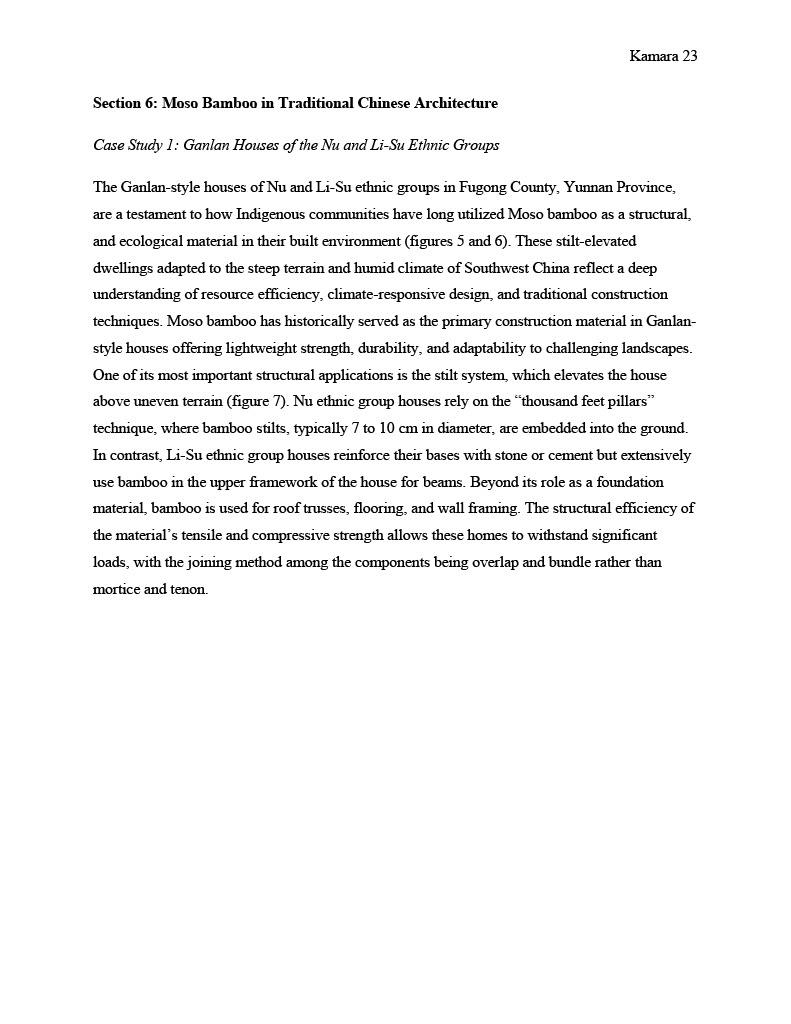 Kamara 23
Section 6: Moso Bamboo in Traditional Chinese Architecture
Case Study 1: Ganlan Houses of the Nu and Li-Su Ethnic Groups
The Ganlan-style houses of Nu and Li-Su ethnic groups in Fugong County, Yunnan Province,
are a testament to how Indigenous communities have long utilized Moso bamboo as a structural,
and ecological material in their built environment (figures 5 and 6). These stilt-elevated
dwellings adapted to the steep terrain and humid climate of Southwest China reflect a deep
understanding of resource efficiency, climate-responsive design, and traditional construction
techniques. Moso bamboo has historically served as the primary construction material in Ganlan-
style houses offering lightweight strength, durability, and adaptability to challenging landscapes.
One of its most important structural applications is the stilt system, which elevates the house
above uneven terrain (figure 7). Nu ethnic group houses rely on the “thousand feet pillars”
technique, where bamboo stilts, typically 7 to 10 cm in diameter, are embedded into the ground.
In contrast, Li-Su ethnic group houses reinforce their bases with stone or cement but extensively
use bamboo in the upper framework of the house for beams. Beyond its role as a foundation
material, bamboo is used for roof trusses, flooring, and wall framing. The structural efficiency of
the material’s tensile and compressive strength allows these homes to withstand significant
loads, with the joining method among the components being overlap and bundle rather than
mortice and tenon.